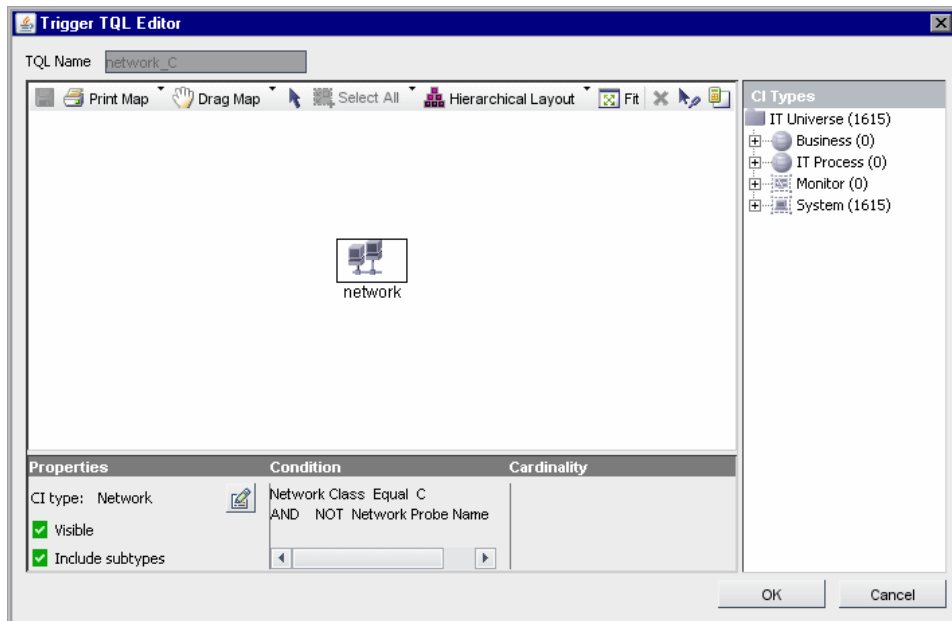 Trigger TQL Editor
TQL Name network_C
Print Map Drag Map Select All Hierarchical Layout Fit
CI Types
IT Universe (1615)
Business (0)
IT Process (0)
Monitor (0)
System (1615)
network
Properties Condition Cardinality
CI type: Network
Visible
Include subtypes
Network Class Equal C
AND NOT Network Probe Name
OK Cancel